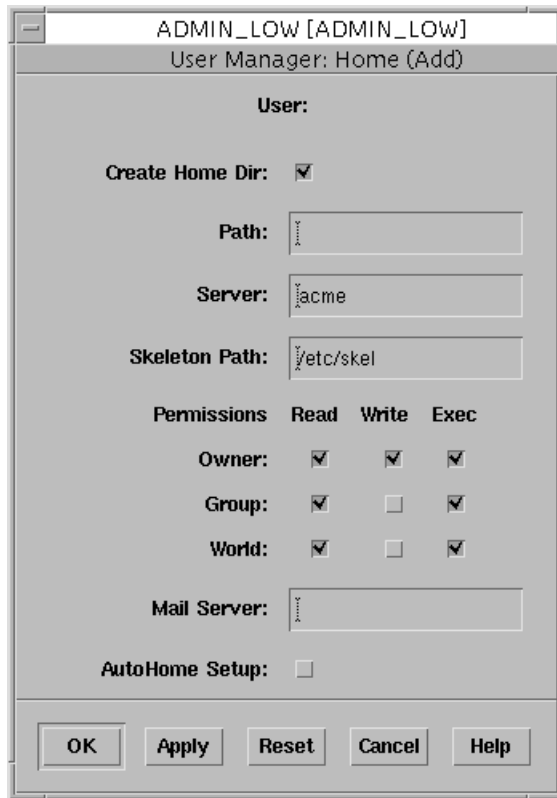 ADMIN_LOW [ADMIN_LOW]
User Manager: Home (Add)
User:
Create Home Dir:
Path:
Server: acme
Skeleton Path: /etc/skel
Permissions Read Write Exec
Owner:
Group:
World:
Mail Server:
AutoHome Setup:
OK Apply Reset Cancel Help